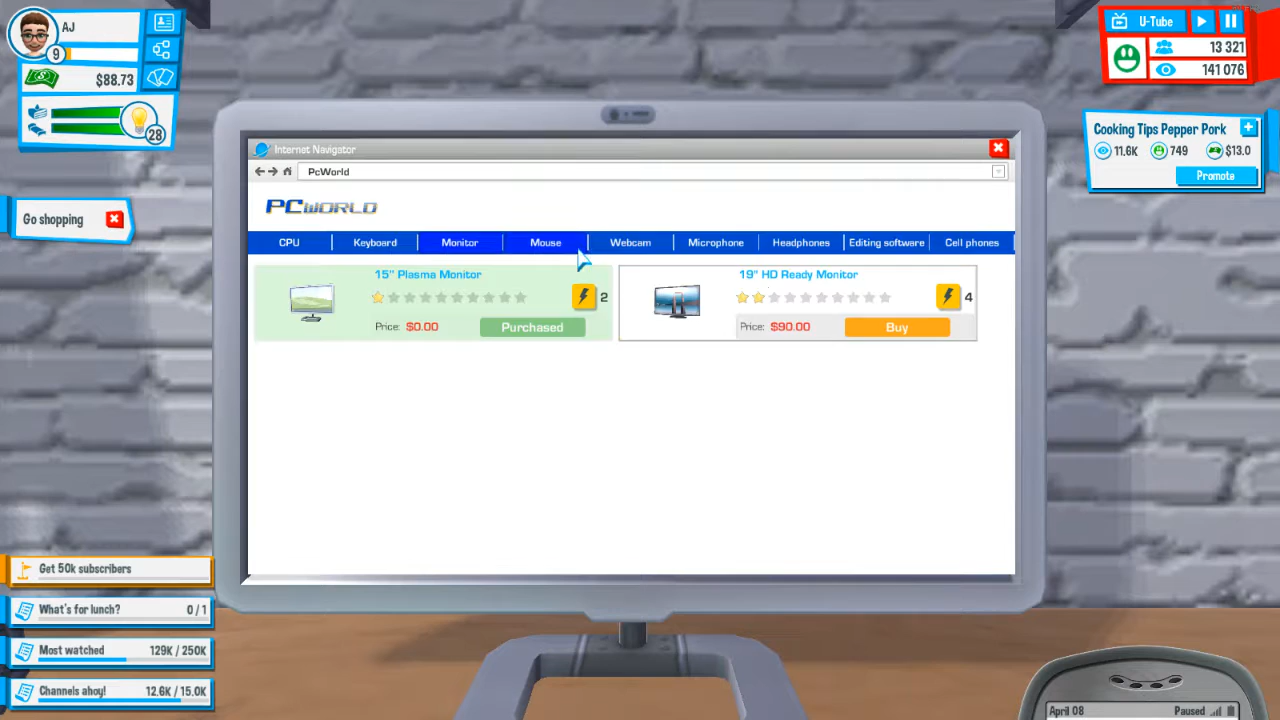 AJ
9
$88.73
28
Go shopping
U-Tube
13 321
141 076
Cooking Tips Pepper Pork
11.6K 749 $13.0
Promote
Internet Navigator
PcWorld
PCWORLD
CPU Keyboard Monitor Mouse Webcam Microphone Headphones Editing software Cell phones
15" Plasma Monitor
2
Price: $0.00 Purchased
19" HD Ready Monitor
4
Price: $90.00 Buy
Get 50k subscribers
What's for lunch? 0 / 1
Most watched 129K / 250K
Channels ahoy! 12.6K / 15.0K
April 08 Paused